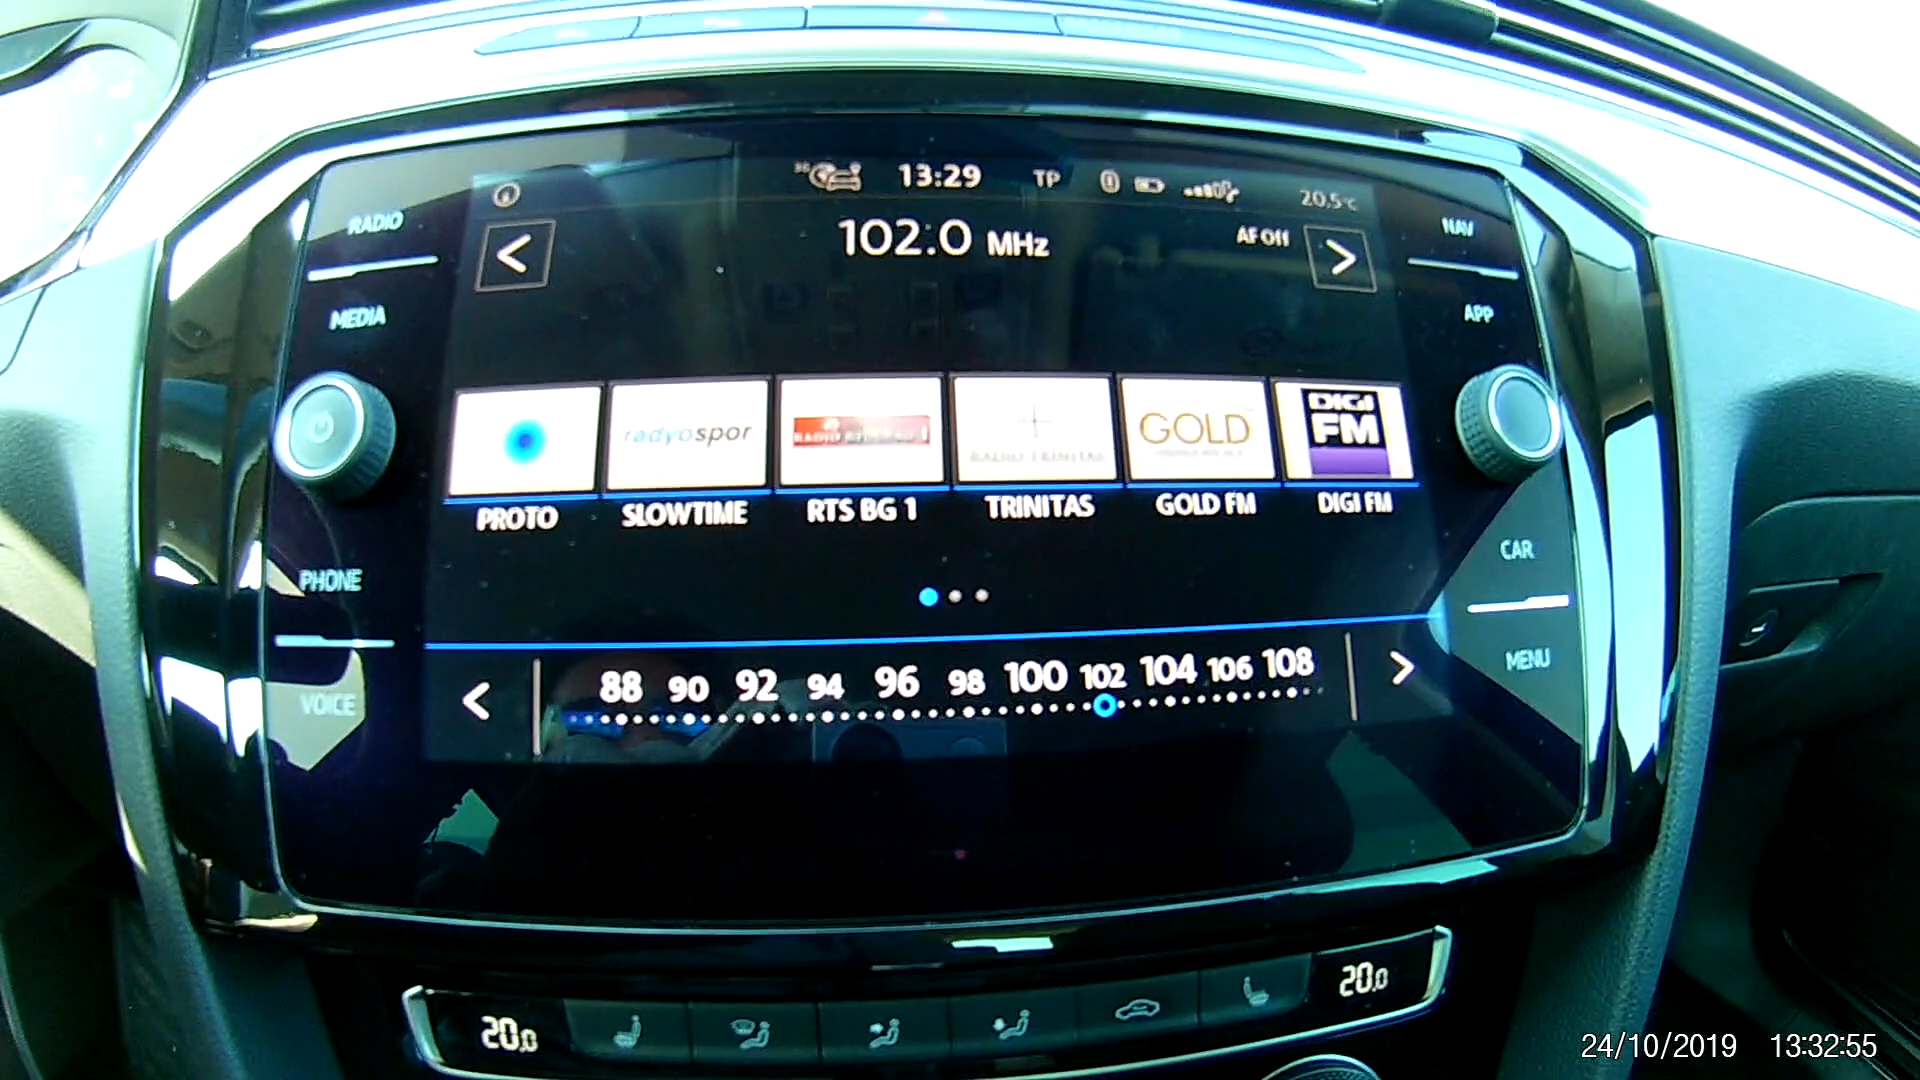 13:29 TP
20.5°C
RADIO
102.0 MHz
AF Off
NAV
MEDIA
APP
radyospor
GOLD
DIGI
FM
PROTO
SLOWTIME
RTS BG 1
TRINITAS
GOLD FM
DIGI FM
PHONE
CAR
VOICE
MENU
88 90 92 94 96 98 100 102 104 106 108
20.0
20.0
24/10/2019 13:32:55